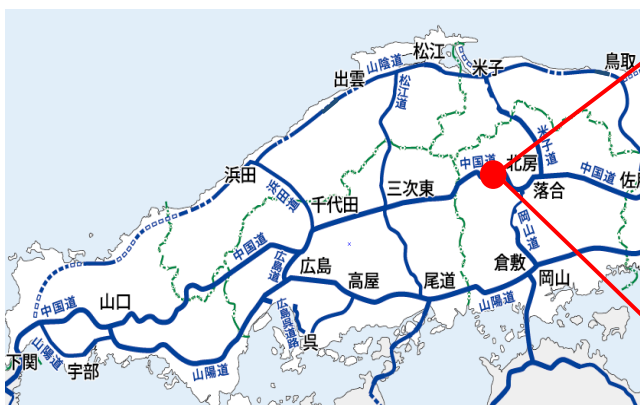 松江
米子
鳥取
山陰道
出雲
松江道
米子道
中国道
北房
中国道
佐
落合
浜田
浜田道
三次東
千代田
岡山道
中国道
広島道
広島
倉敷
岡山
高屋
尾道
山陽道
広島呉道路
呉
山口
中国道
下関
山陽道
宇部
山陽道